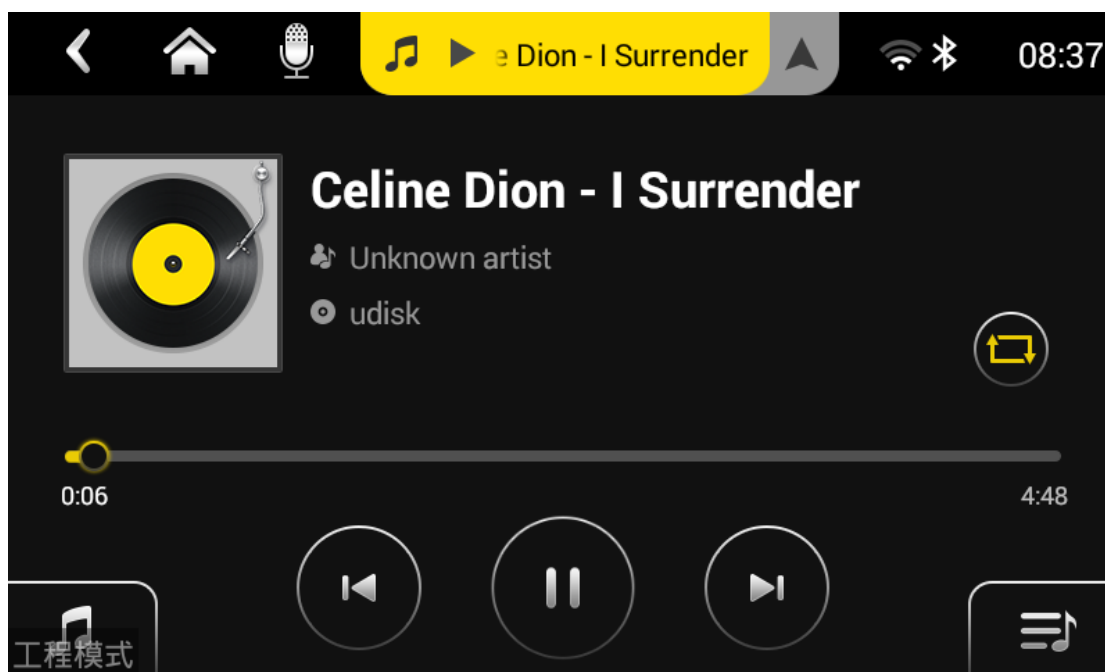 e Dion - I Surrender
08:37
Celine Dion - I Surrender
Unknown artist
udisk
0:06
4:48
工程模式